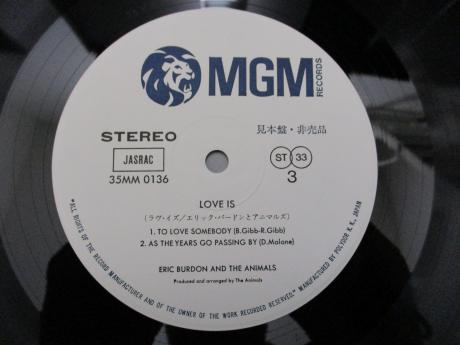 MGM
RECORDS
STEREO
見本盤・非売品
JASRAC
ST 33
35MM 0136
3
LOVE IS
(ラヴ・イズ/エリック・バードンとアニマルズ)
1. TO LOVE SOMEBODY (B.Gibb-R.Gibb)
2. AS THE YEARS GO PASSING BY (D.Malone)
ERIC BURDON AND THE ANIMALS
Produced and arranged by The Animals
"ALL RIGHTS OF THE RECORD MANUFACTURER AND OF THE OWNER OF THE WORK RECORDED RESERVED." MANUFACTURED BY POLYDOR K. K., JAPAN